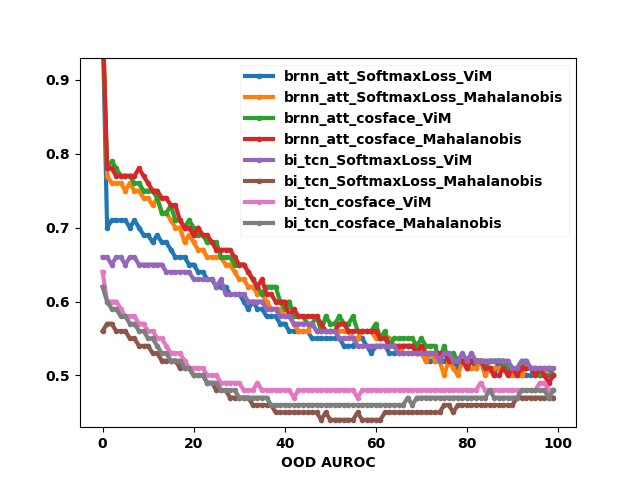 brnn_att_SoftmaxLoss_ViM
brnn_att_SoftmaxLoss_Mahalanobis
brnn_att_cosface_ViM
brnn_att_cosface_Mahalanobis
bi_tcn_SoftmaxLoss_ViM
bi_tcn_SoftmaxLoss_Mahalanobis
bi_tcn_cosface_ViM
bi_tcn_cosface_Mahalanobis
0.9
0.8
0.7
0.6
0.5
0 20 40 60 80 100
OOD AUROC